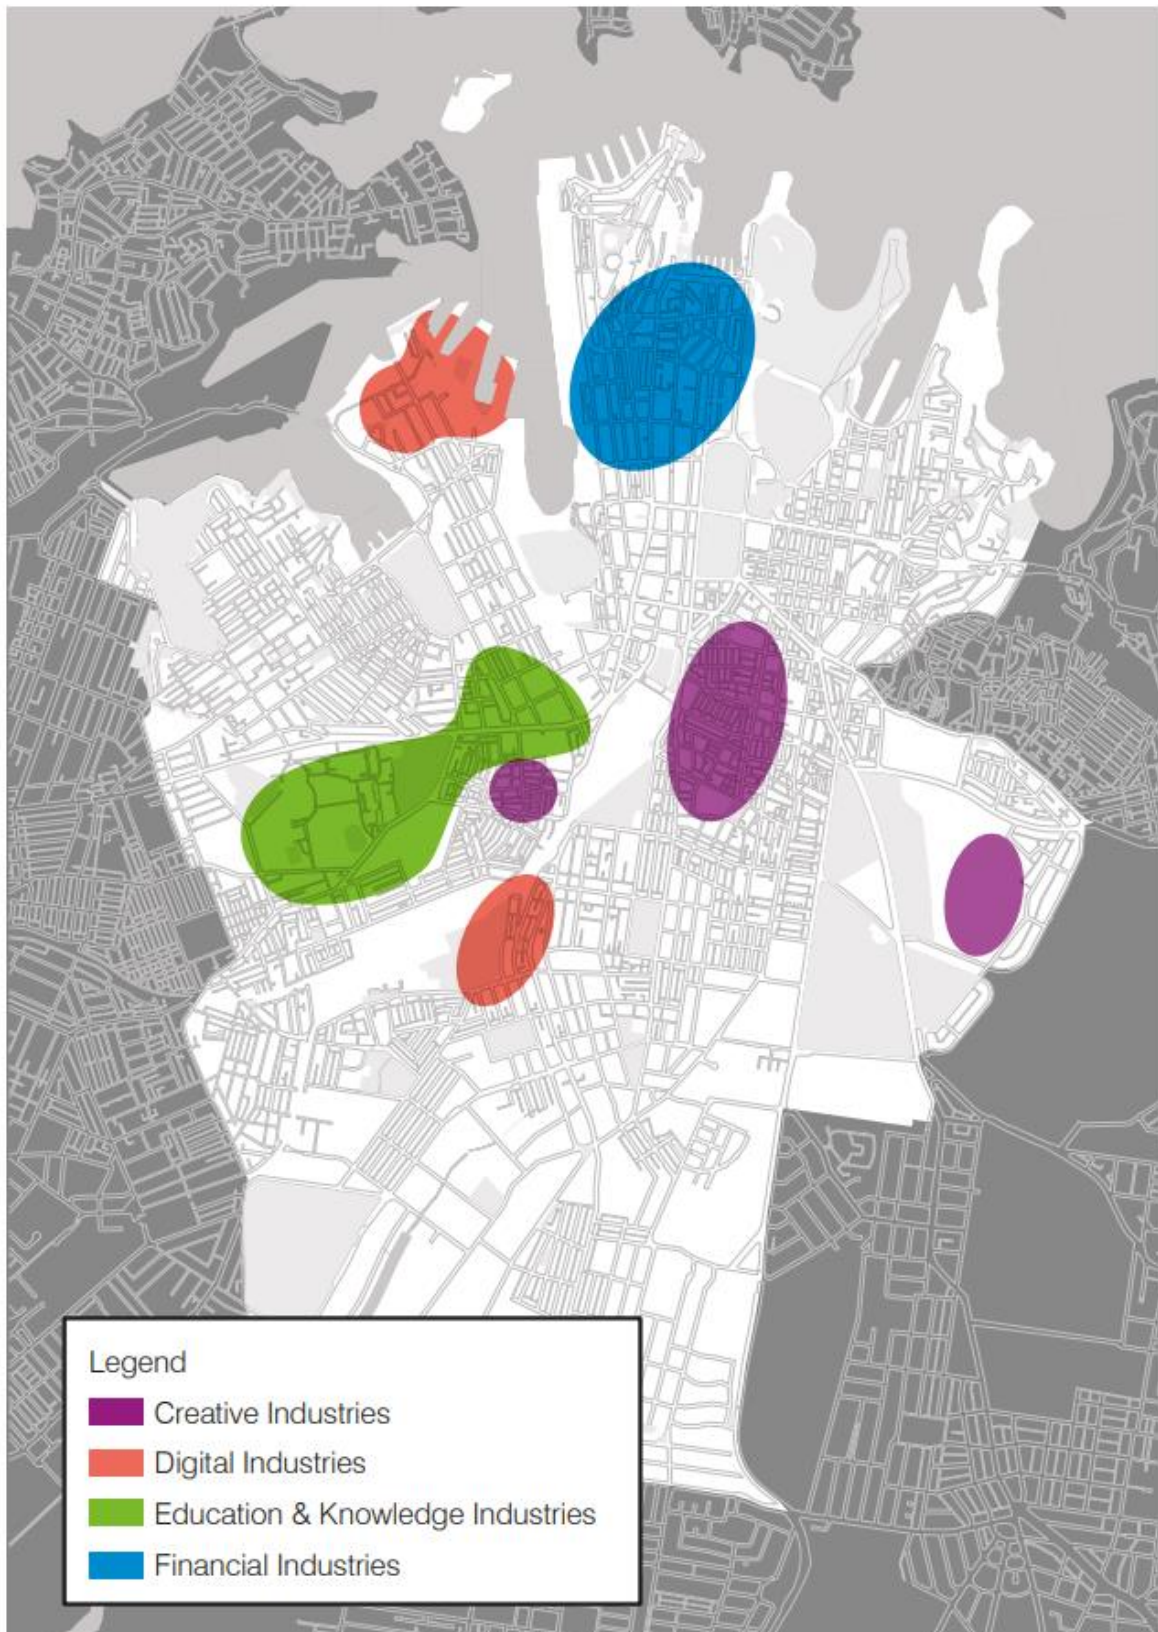 Legend
Creative Industries
Digital Industries
Education & Knowledge Industries
Financial Industries